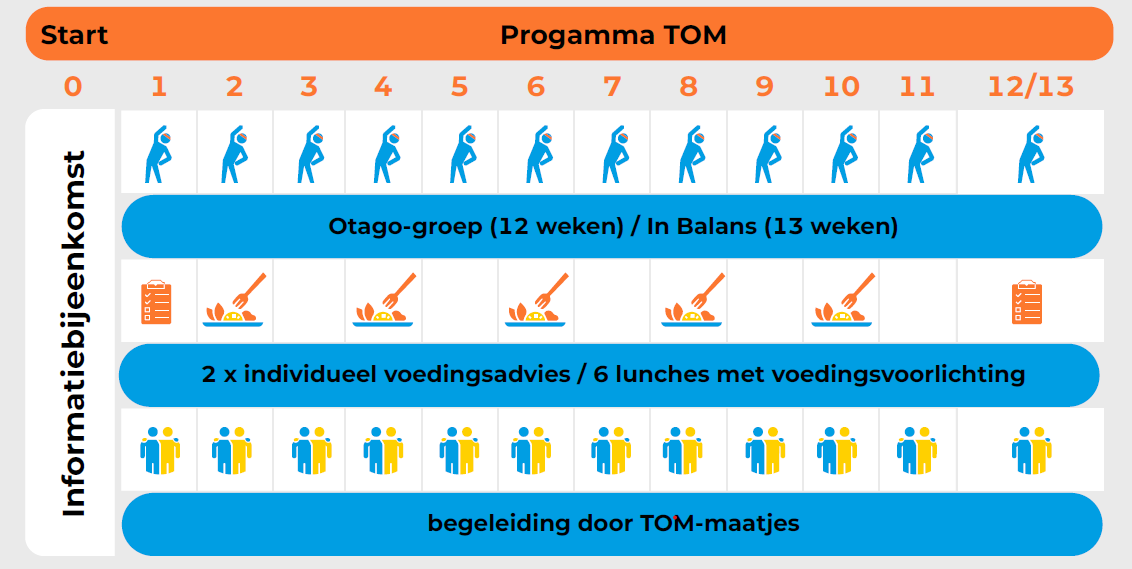 Start
Progamma TOM
0 1 2 3 4 5 6 7 8 9 10 11 12/13
Informatiebijeenkomst
Otago-groep (12 weken) / In Balans (13 weken)
2 x individueel voedingsadvies / 6 lunches met voedingsvoorlichting
begeleiding door TOM-maatjes